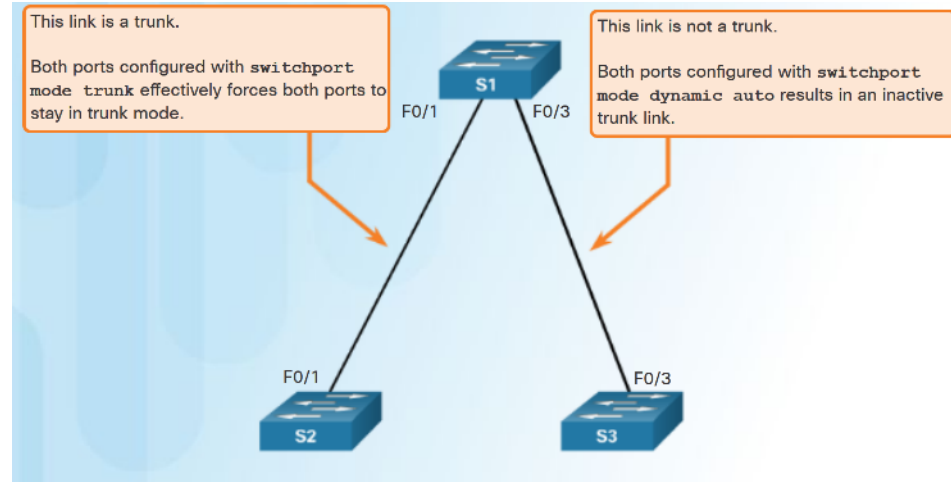 This link is a trunk.
Both ports configured with switchport
mode trunk effectively forces both ports to
stay in trunk mode.
This link is not a trunk.
Both ports configured with switchport
mode dynamic auto results in an inactive
trunk link.
S1
F0/1
F0/3
F0/1
F0/3
S2
S3